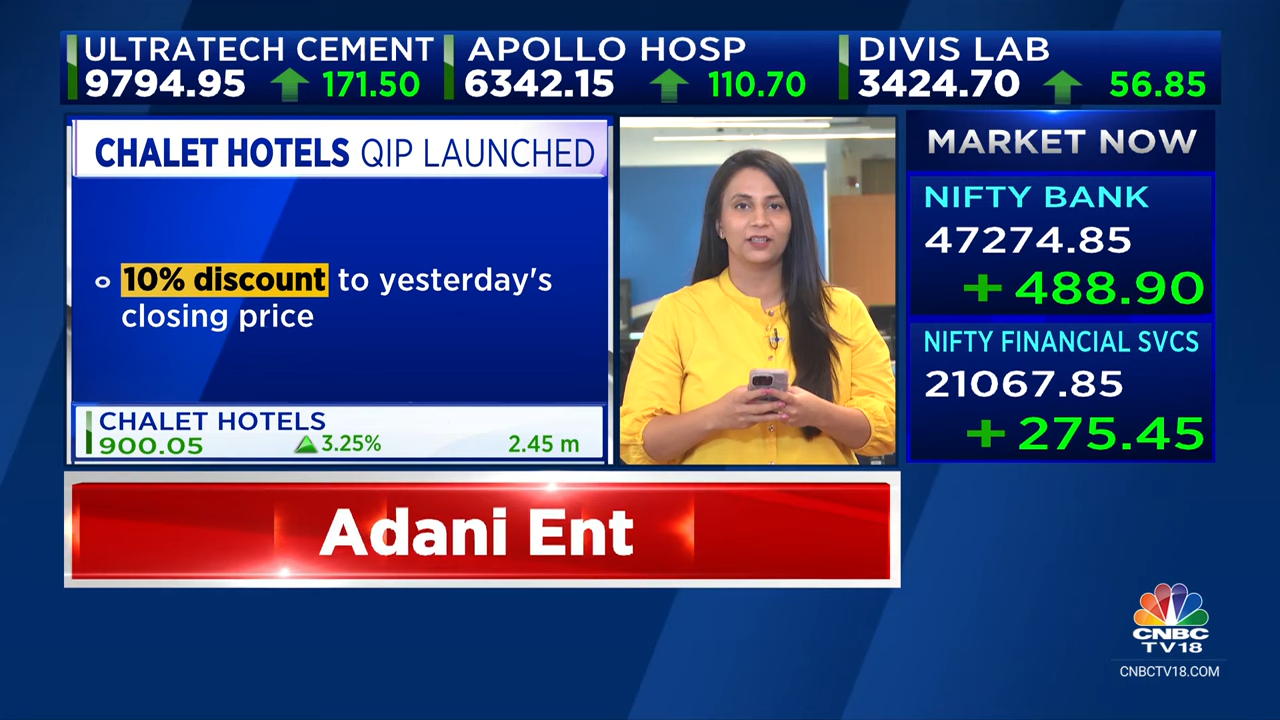 ULTRATECH CEMENT
9794.95 171.50
APOLLO HOSP
6342.15 110.70
DIVIS LAB
3424.70 56.85
CHALET HOTELS QIP LAUNCHED
10% discount to yesterday's
closing price
CHALET HOTELS
900.05 3.25% 2.45 m
MARKET NOW
NIFTY BANK
47274.85
+ 488.90
NIFTY FINANCIAL SVCS
21067.85
+ 275.45
Adani Ent
CNBC
TV18
CNBCTV18.COM